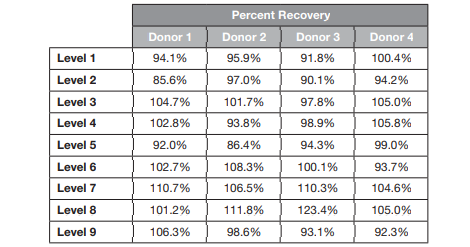 Percent Recovery
Donor 1 Donor 2 Donor 3 Donor 4
Level 1 94.1% 95.9% 91.8% 100.4%
Level 2 85.6% 97.0% 90.1% 94.2%
Level 3 104.7% 101.7% 97.8% 105.0%
Level 4 102.8% 93.8% 98.9% 105.8%
Level 5 92.0% 86.4% 94.3% 99.0%
Level 6 102.7% 108.3% 100.1% 93.7%
Level 7 110.7% 106.5% 110.3% 104.6%
Level 8 101.2% 111.8% 123.4% 105.0%
Level 9 106.3% 98.6% 93.1% 92.3%